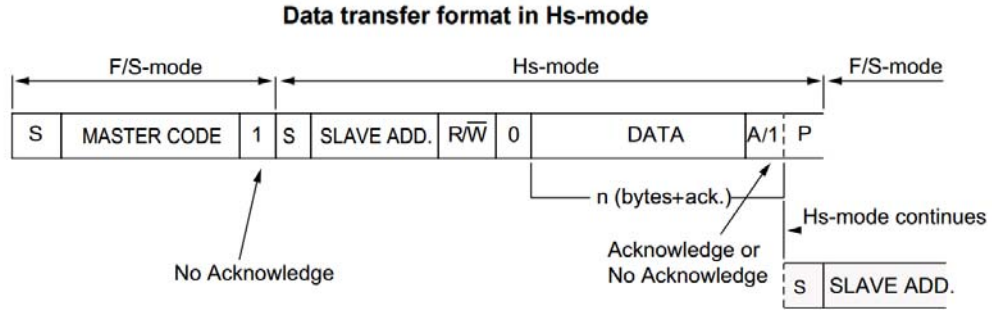 Data transfer format in Hs-mode
F/S-mode Hs-mode F/S-mode
S MASTER CODE 1 S SLAVE ADD. R/W̅ 0 DATA A/1 P
n (bytes+ack.)
Hs-mode continues
No Acknowledge
Acknowledge or
No Acknowledge
S SLAVE ADD.